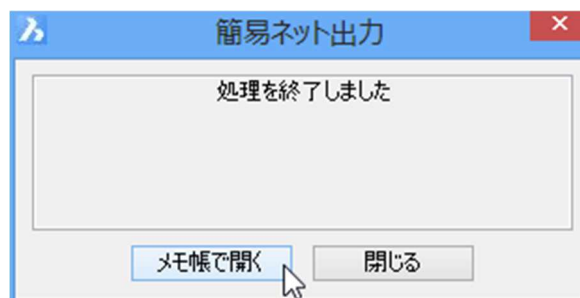 簡易ネット出力
処理を終了しました
メモ帳で開く
閉じる